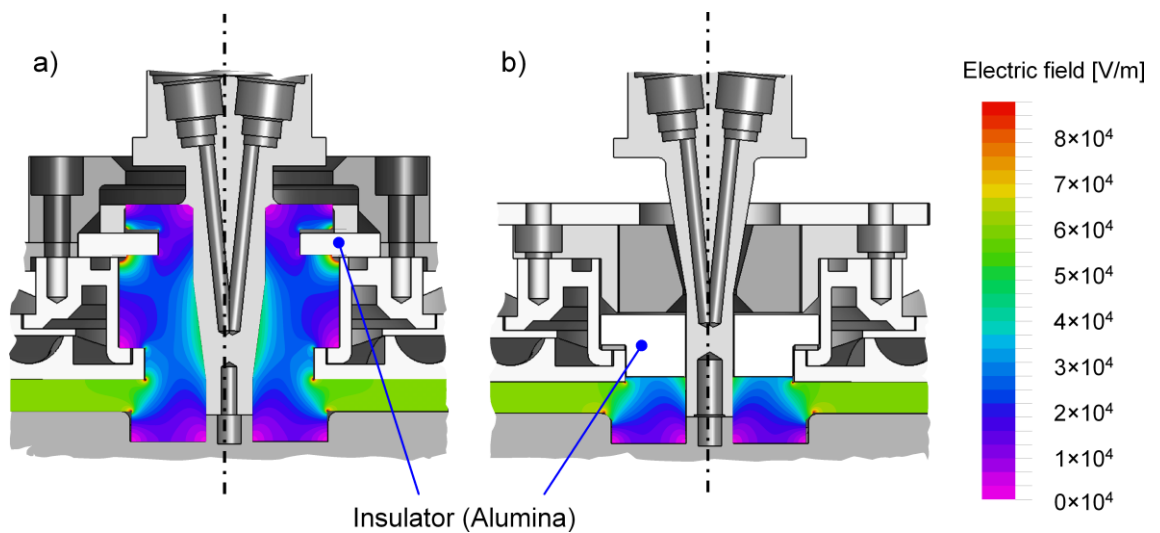 a)
b)
Electric field [V/m]
8×10⁴
7×10⁴
6×10⁴
5×10⁴
4×10⁴
3×10⁴
2×10⁴
1×10⁴
0×10⁴
Insulator (Alumina)